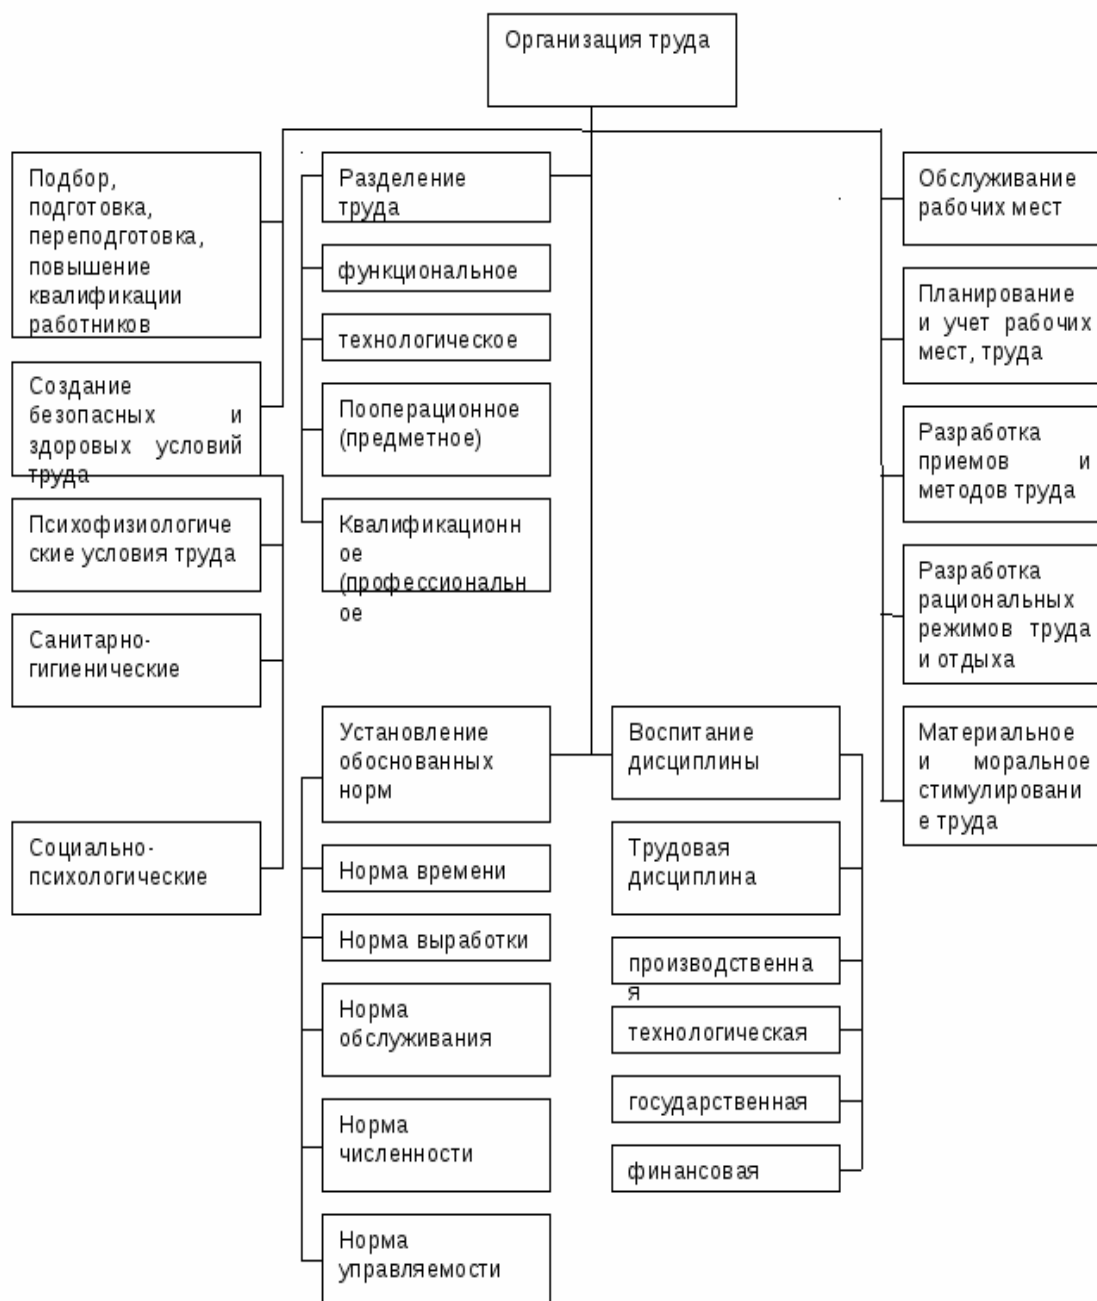 Организация труда
Подбор,
подготовка,
переподготовка,
повышение
квалификации
работников
Создание
безопасных и
здоровых условий
труда
Психофизиологиче
ские условия труда
Санитарно-
гигиенические
Социально-
психологические
Разделение
труда
функциональное
технологическое
Пооперационное
(предметное)
Квалификационн
ое
(профессиональн
ое
Установление
обоснованных
норм
Норма времени
Норма выработки
Норма
обслуживания
Норма
численности
Норма
управляемости
Воспитание
дисциплины
Трудовая
дисциплина
производственна
я
технологическая
государственная
финансовая
Обслуживание
рабочих мест
Планирование
и учет рабочих
мест, труда
Разработка
приемов и
методов труда
Разработка
рациональных
режимов труда
и отдыха
Материальное
и моральное
стимулировани
е труда